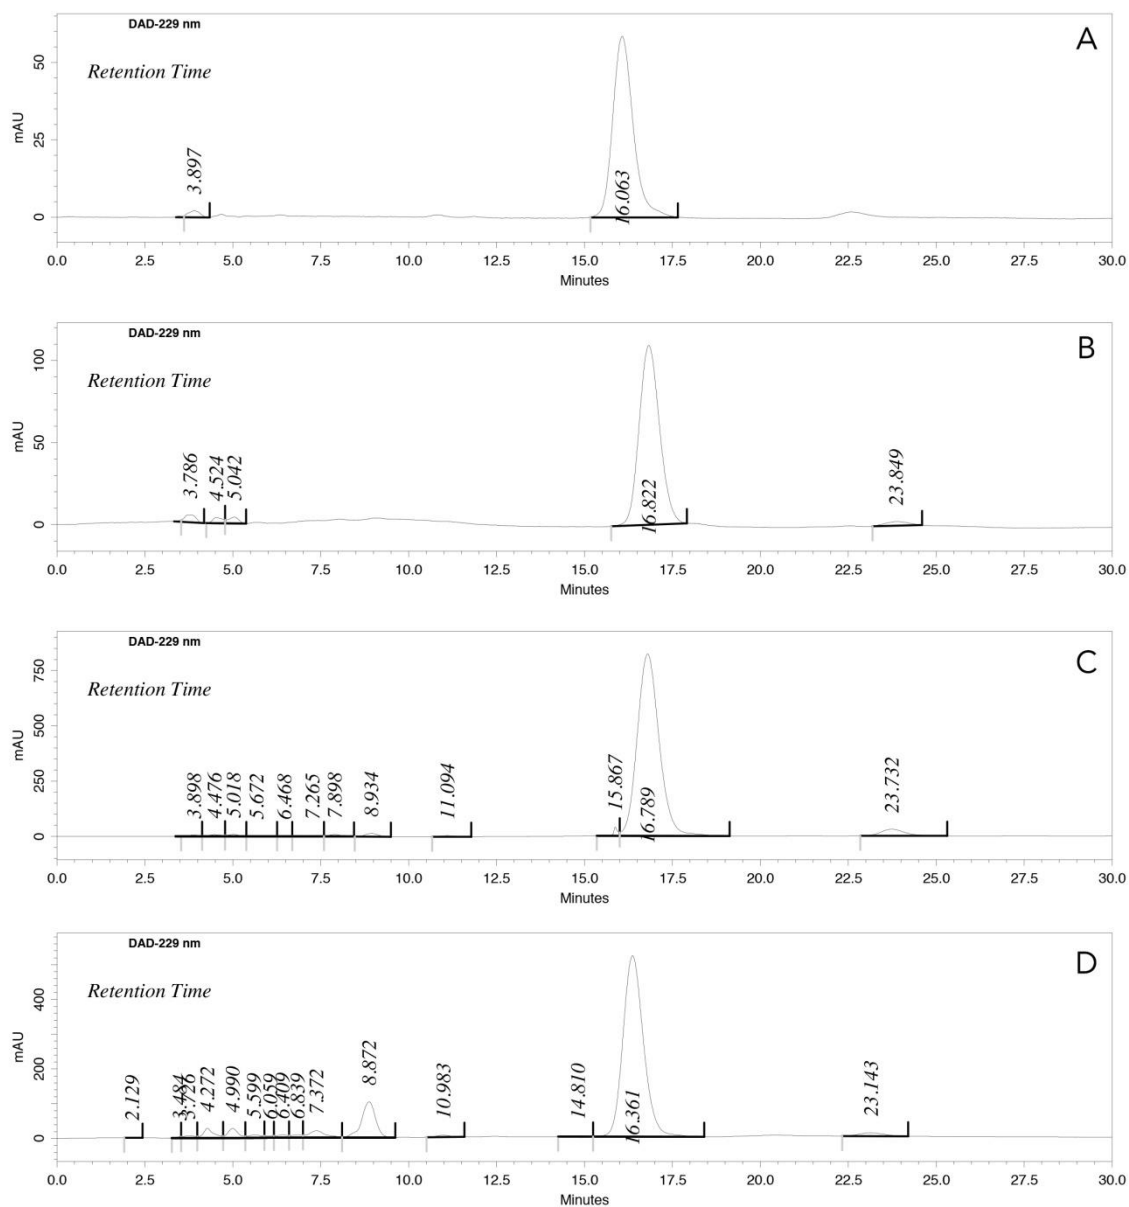 DAD-229 nm
A
Retention Time
mAU
50
25
0
3.897
16.063
0.0 2.5 5.0 7.5 10.0 12.5 15.0 17.5 20.0 22.5 25.0 27.5 30.0
Minutes
DAD-229 nm
B
Retention Time
mAU
100
50
0
3.786
4.524
5.042
16.822
23.849
0.0 2.5 5.0 7.5 10.0 12.5 15.0 17.5 20.0 22.5 25.0 27.5 30.0
Minutes
DAD-229 nm
C
Retention Time
mAU
750
500
250
0
3.898
4.476
5.018
5.672
6.468
7.265
7.898
8.934
11.094
15.867
16.789
23.732
0.0 2.5 5.0 7.5 10.0 12.5 15.0 17.5 20.0 22.5 25.0 27.5 30.0
Minutes
DAD-229 nm
D
Retention Time
mAU
400
200
0
2.129
3.484
3.726
4.272
4.990
5.599
6.059
6.409
6.839
7.372
8.872
10.983
14.810
16.361
23.143
0.0 2.5 5.0 7.5 10.0 12.5 15.0 17.5 20.0 22.5 25.0 27.5 30.0
Minutes